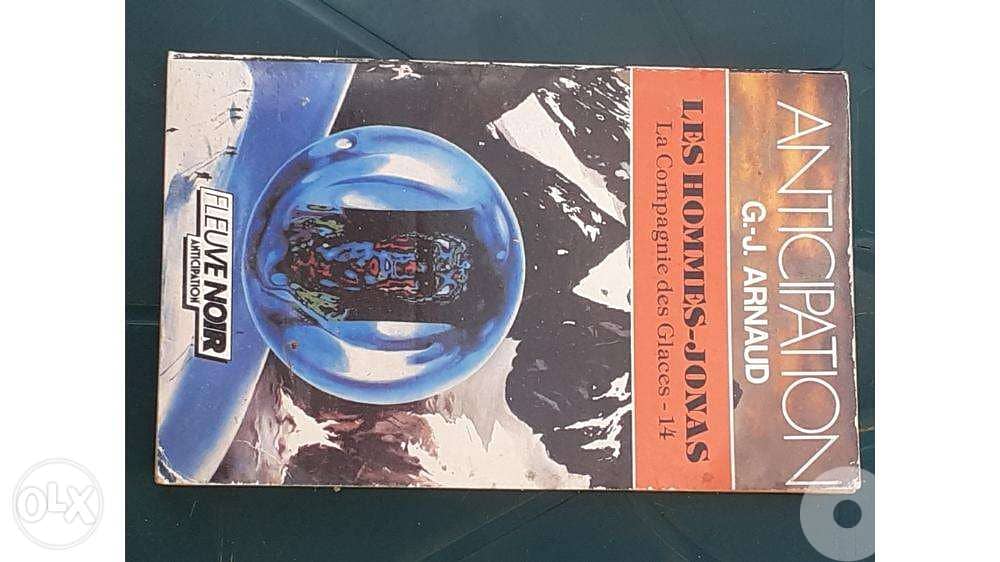 ANTICIPATION
G.-J. ARNAUD
LES HOMMES-JONAS
La Compagnie des Glaces - 14
FLEUVE NOIR
ANTICIPATION
OLX